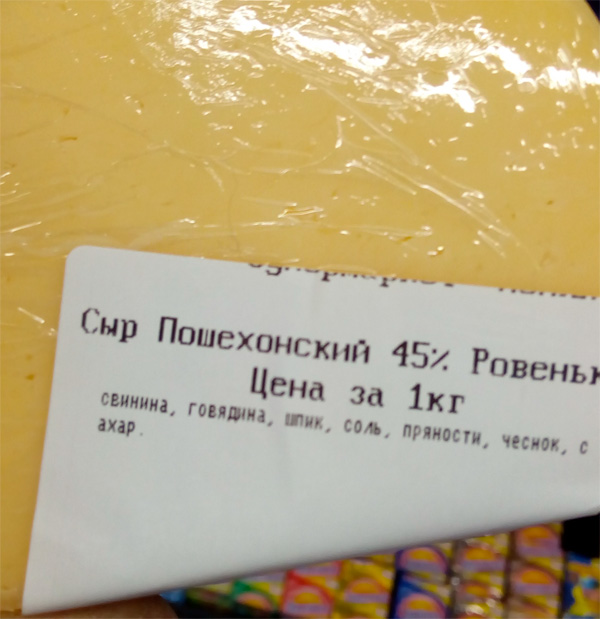 Сыр Пошехонский 45% Ровеньк
Цена за 1кг
свинина, говядина, шпик, соль, пряности, чеснок, с
ахар.